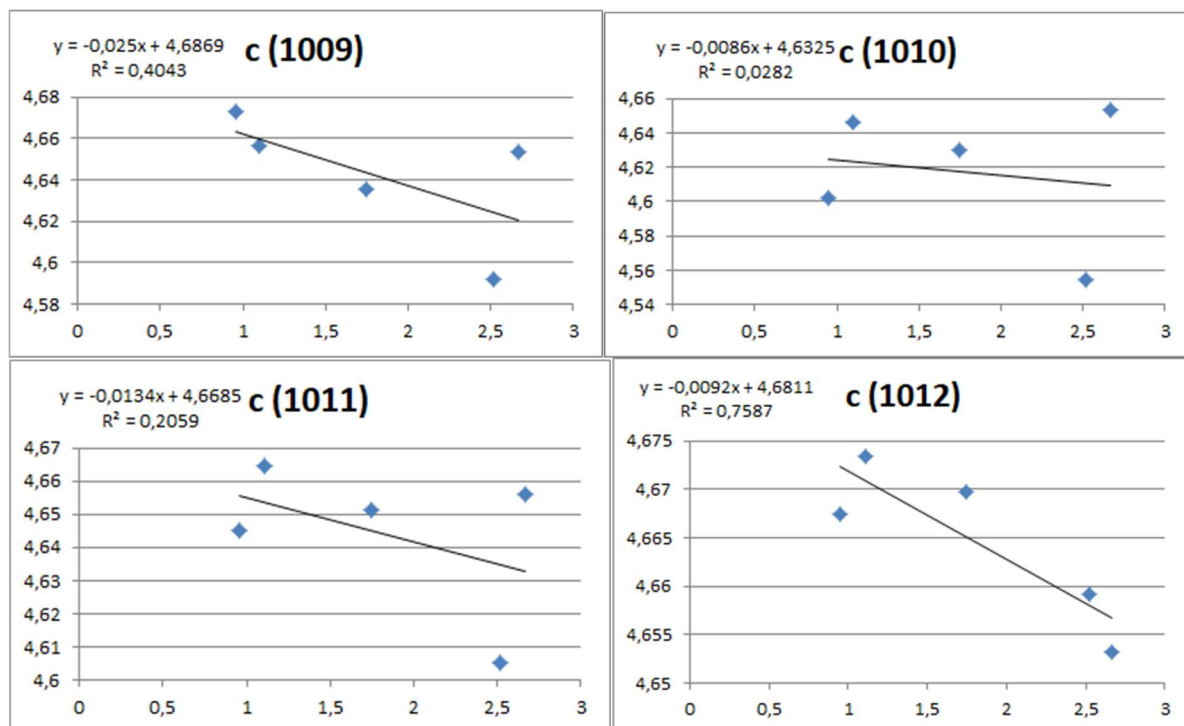 y = -0,025x + 4,6869
R² = 0,4043
c (1009)
4,68
4,66
4,64
4,62
4,6
4,58
0 0,5 1 1,5 2 2,5 3
y = -0,0086x + 4,6325
R² = 0,0282
c (1010)
4,66
4,64
4,62
4,6
4,58
4,56
4,54
0 0,5 1 1,5 2 2,5 3
y = -0,0134x + 4,6685
R² = 0,2059
c (1011)
4,67
4,66
4,65
4,64
4,63
4,62
4,61
4,6
0 0,5 1 1,5 2 2,5 3
y = -0,0092x + 4,6811
R² = 0,7587
c (1012)
4,675
4,67
4,665
4,66
4,655
4,65
0 0,5 1 1,5 2 2,5 3